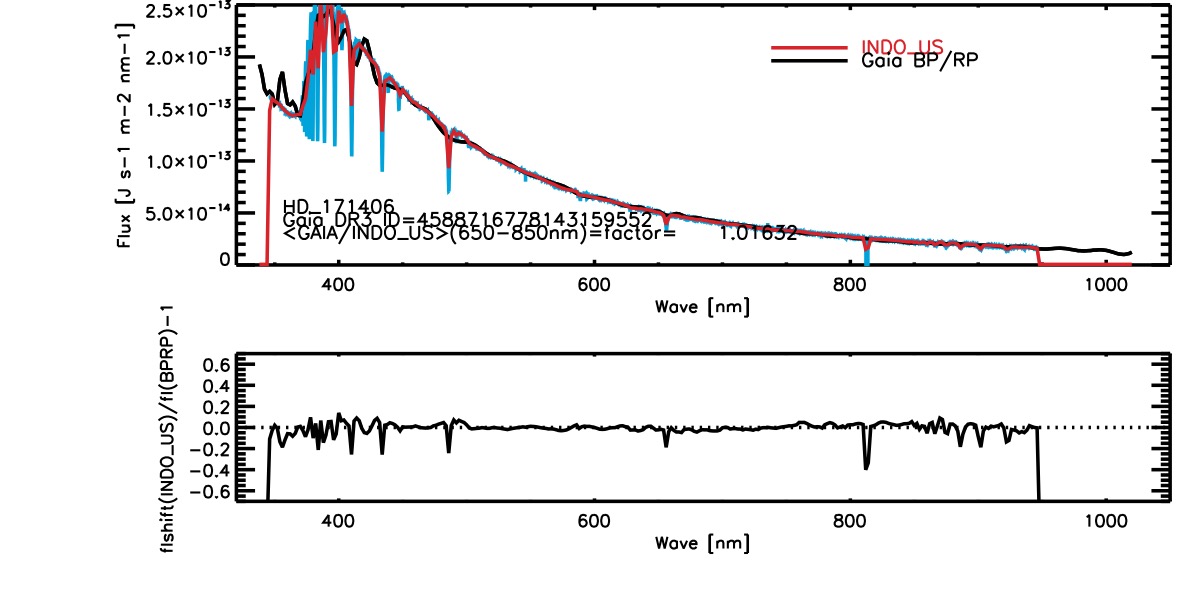 Flux [J s−1 m−2 nm−1]
2.5×10−13
2.0×10−13
1.5×10−13
1.0×10−13
5.0×10−14
0
INDO_US
Gaia BP/RP
HD_171406
Gaia DR3_ID=4588716778143159552
<GAIA/INDO_US>(650−850nm)=factor= 1.01632
400 600 800 1000
Wave [nm]
flshift(INDO_US)/fl(BPRP)−1
0.6
0.4
0.2
0.0
−0.2
−0.4
−0.6
400 600 800 1000
Wave [nm]